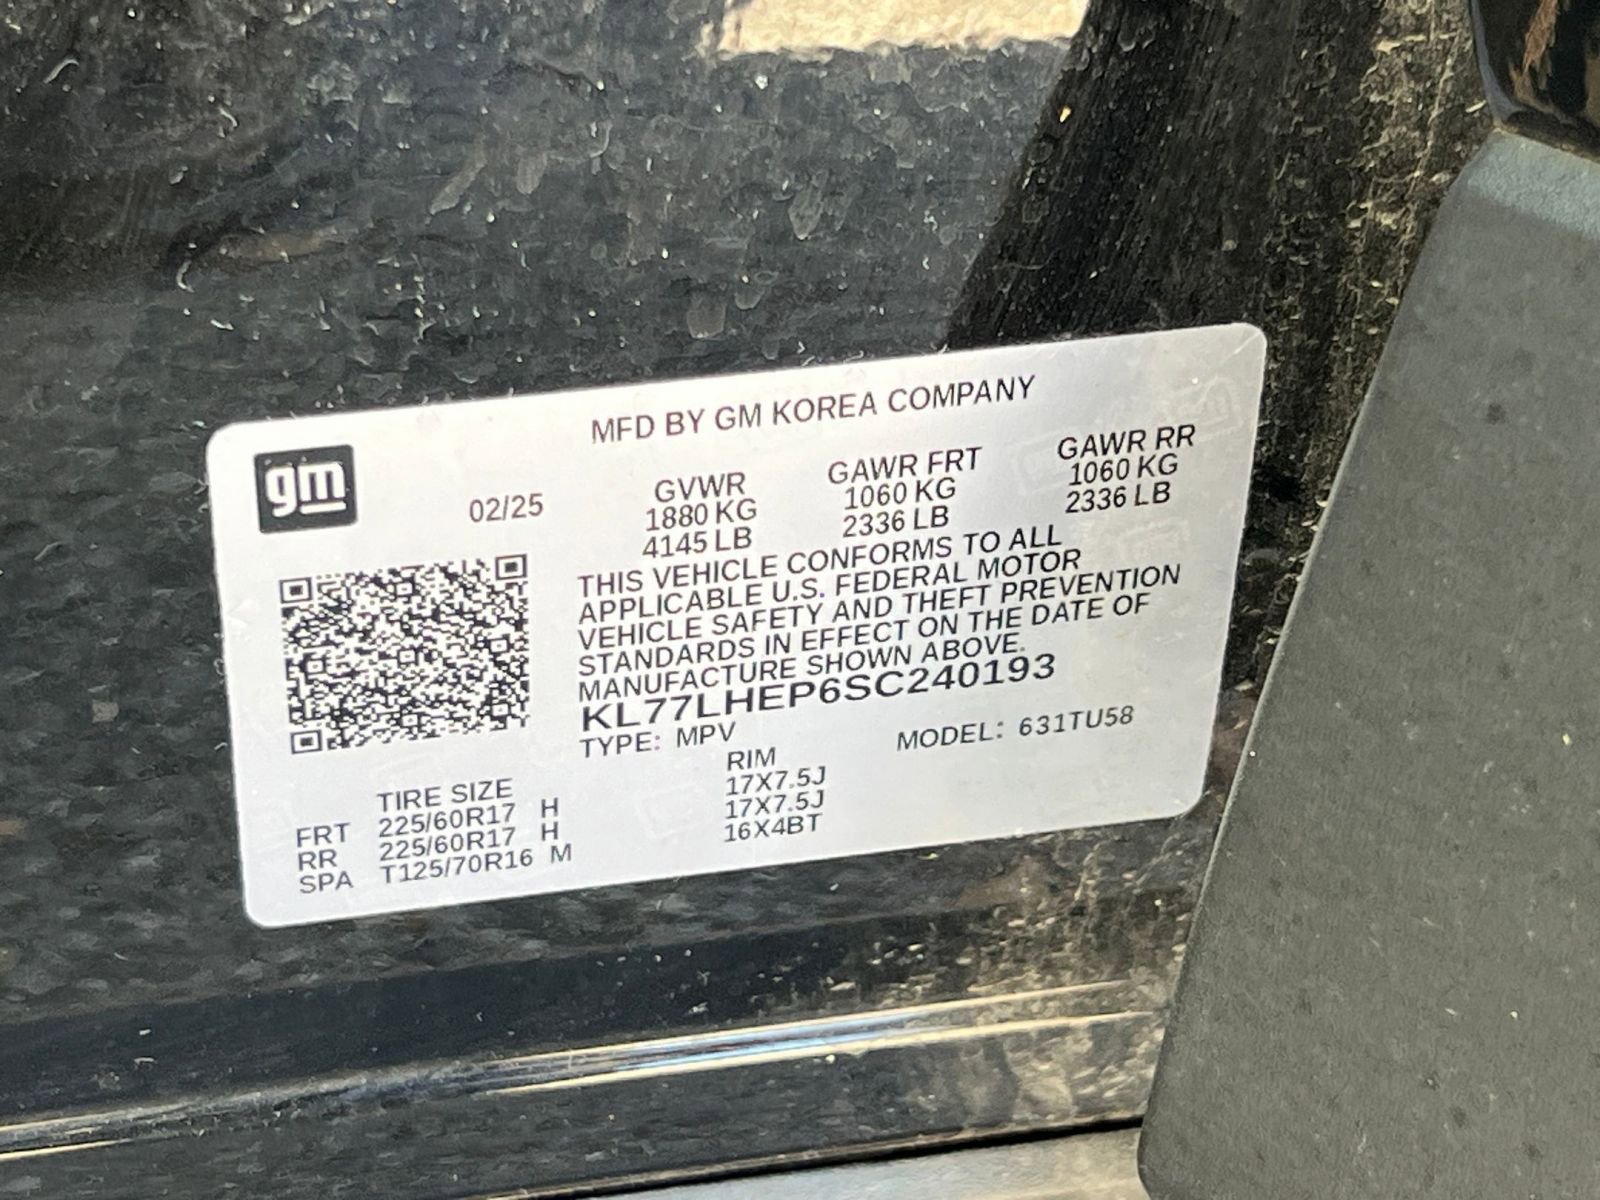 MFD BY GM KOREA COMPANY
gm
02/25
GVWR
1880 KG
4145 LB
GAWR FRT
1060 KG
2336 LB
GAWR RR
1060 KG
2336 LB
THIS VEHICLE CONFORMS TO ALL
APPLICABLE U.S. FEDERAL MOTOR
VEHICLE SAFETY AND THEFT PREVENTION
STANDARDS IN EFFECT ON THE DATE OF
MANUFACTURE SHOWN ABOVE.
KL77LHEP6SC240193
TYPE: MPV
MODEL: 631TU58
TIRE SIZE RIM
FRT 225/60R17 H 17X7.5J
RR 225/60R17 H 17X7.5J
SPA T125/70R16 M 16X4BT